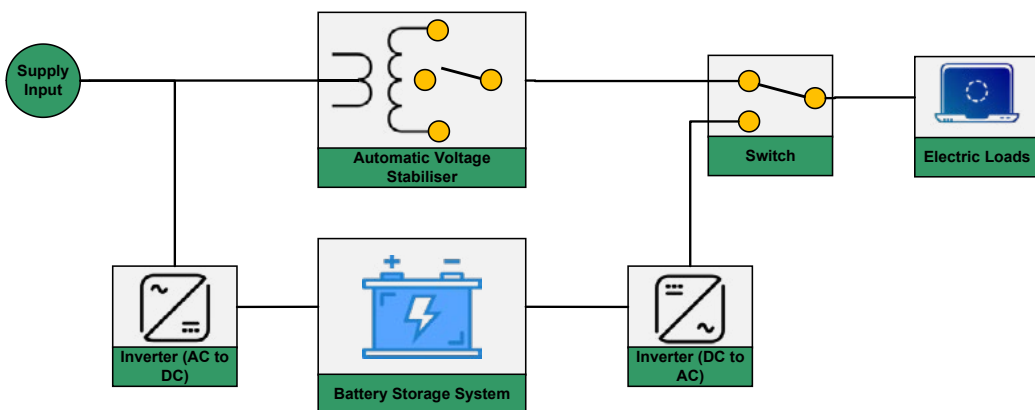 Supply
Input
Automatic Voltage
Stabiliser
Switch
Electric Loads
Inverter (AC to
DC)
Battery Storage System
Inverter (DC to
AC)